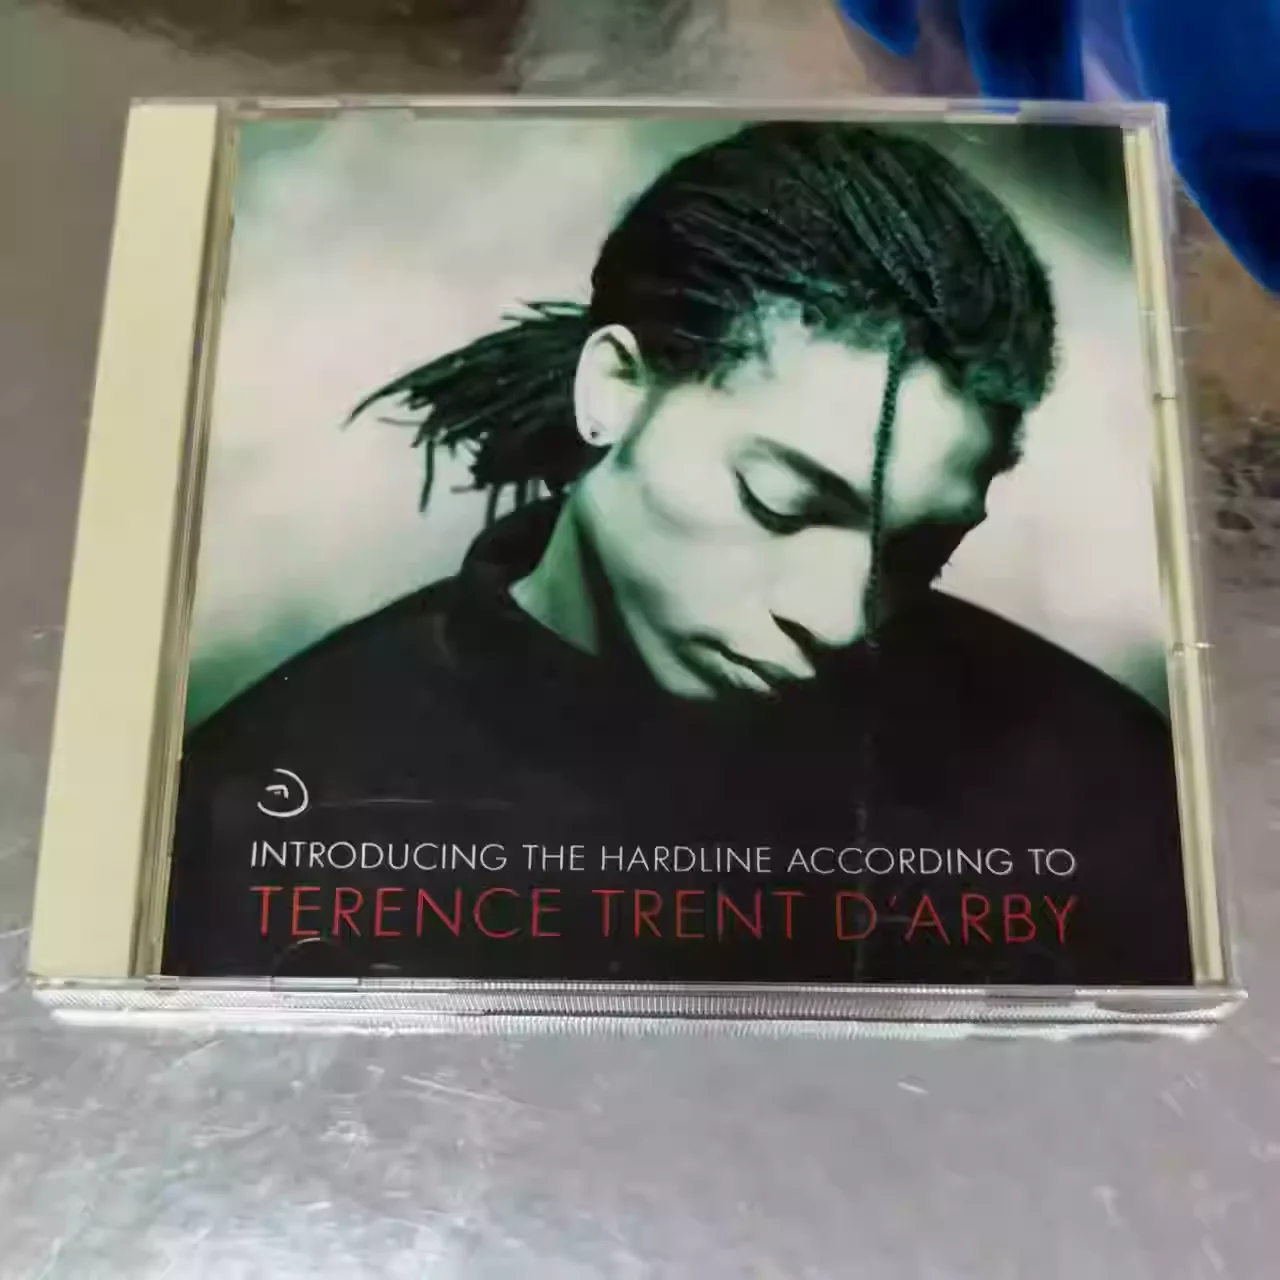 INTRODUCING THE HARDLINE ACCORDING TO
TERENCE TRENT D'ARBY